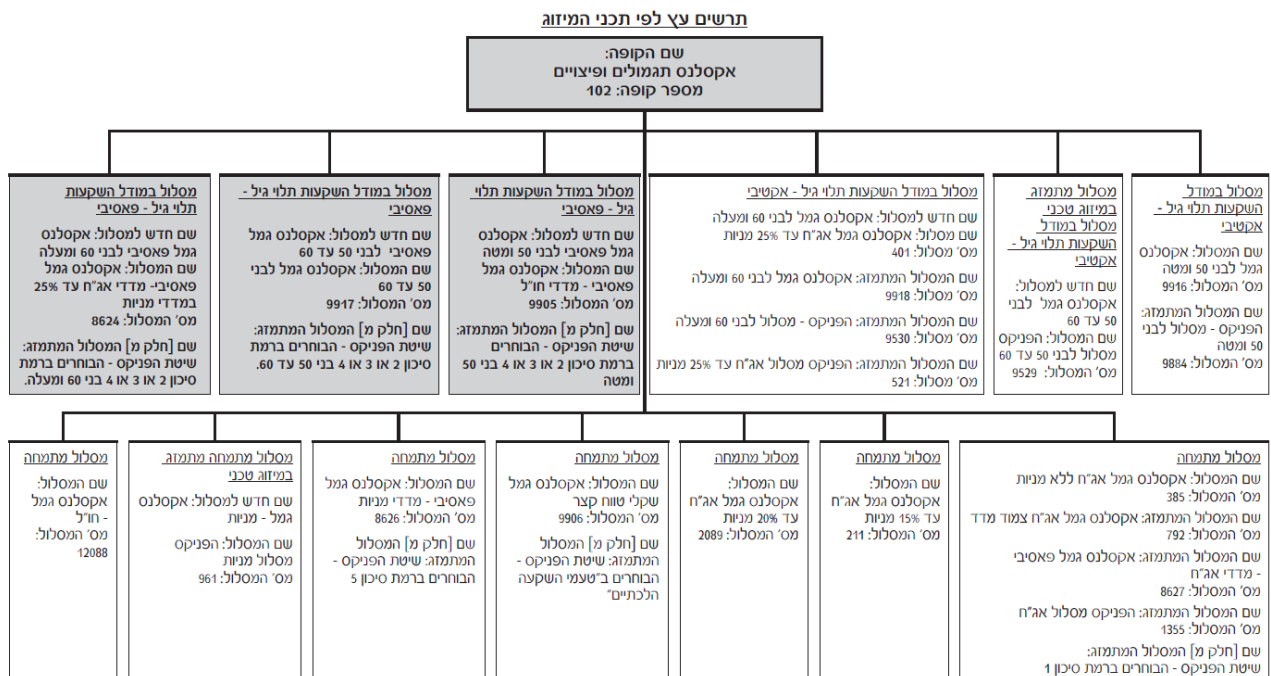 תרשים עץ לפי תכני המיזוג
שם הקופה:
אקסלנס תגמולים ופיצויים
מספר קופה: 102
מסלול במודל
השקעות תלוי גיל -
אקטיבי
שם המסלול: אקסלנס
גמל לבני 50 ומטה
מס׳ המסלול: 9916
שם המסלול המתמזג:
הפניקס - מסלול לבני
50 ומטה
מס׳ המסלול: 9884
מסלול מתמזג
במיזוג טכני
מסלול במודל
השקעות תלוי גיל -
אקטיבי
שם חדש למסלול:
אקסלנס גמל לבני
50 עד 60
שם המסלול: הפניקס
מסלול לבני 50 עד 60
מס׳ המסלול: 9529
מסלול במודל השקעות תלוי גיל - אקטיבי
שם חדש למסלול: אקסלנס גמל לבני 60 ומעלה
שם מסלול: אקסלנס גמל אג״ח עד 25% מניות
מס׳ מסלול: 401
שם המסלול המתמזג: אקסלנס גמל לבני 60 ומעלה
מס׳ מסלול: 9918
שם המסלול המתמזג: הפניקס - מסלול לבני 60 ומעלה
מס׳ מסלול: 9530
שם המסלול המתמזג: הפניקס מסלול אג״ח עד 25% מניות
מס׳ מסלול: 521
מסלול במודל השקעות תלוי
גיל - פאסיבי
שם חדש למסלול: אקסלנס
גמל פאסיבי לבני 50 ומטה
שם המסלול: אקסלנס גמל
פאסיבי - מדדי חו״ל
מס׳ המסלול: 9905
שם [חלק מ] המסלול המתמזג:
שיטת הפניקס - הבוחרים
ברמת סיכון 2 או 3 או 4 בני 50
ומטה
מסלול במודל השקעות תלוי גיל -
פאסיבי
שם חדש למסלול: אקסלנס גמל
פאסיבי לבני 50 עד 60
שם המסלול: אקסלנס גמל לבני
50 עד 60
מס׳ המסלול: 9917
שם [חלק מ] המסלול המתמזג:
שיטת הפניקס - הבוחרים ברמת
סיכון 2 או 3 או 4 בני 50 עד 60.
מסלול במודל השקעות
תלוי גיל - פאסיבי
שם חדש למסלול: אקסלנס
גמל פאסיבי לבני 60 ומעלה
שם המסלול: אקסלנס גמל
פאסיבי- מדדי אג״ח עד 25%
במדדי מניות
מס׳ המסלול: 8624
שם [חלק מ] המסלול המתמזג:
שיטת הפניקס - הבוחרים ברמת
סיכון 2 או 3 או 4 בני 60 ומעלה.
מסלול מתמחה
שם המסלול: אקסלנס גמל אג״ח ללא מניות
מס׳ המסלול: 385
שם המסלול המתמזג: אקסלנס גמל אג״ח צמוד מדד
מס׳ המסלול: 792
שם המסלול המתמזג: אקסלנס גמל פאסיבי
- מדדי אג״ח
מס׳ המסלול: 8627
שם המסלול המתמזג: הפניקס מסלול אג״ח
מס׳ המסלול: 1355
שם [חלק מ] המסלול המתמזג:
שיטת הפניקס - הבוחרים ברמת סיכון 1
מסלול מתמחה
שם המסלול:
אקסלנס גמל אג״ח
עד 15% מניות
מס׳ המסלול: 211
מסלול מתמחה
שם המסלול:
אקסלנס גמל אג״ח
עד 20% מניות
מס׳ המסלול: 2089
מסלול מתמחה
שם המסלול: אקסלנס גמל
שקלי טווח קצר
מס׳ המסלול: 9906
שם [חלק מ] המסלול
המתמזג: שיטת הפניקס -
הבוחרים ב״טעמי השקעה
הלכתיים״
מסלול מתמחה
שם המסלול: אקסלנס גמל
פאסיבי - מדדי מניות
מס׳ המסלול: 8626
שם [חלק מ] המסלול
המתמזג: שיטת הפניקס -
הבוחרים ברמת סיכון 5
מסלול מתמחה מתמזג
במיזוג טכני
שם חדש למסלול: אקסלנס
גמל - מניות
שם המסלול: הפניקס
מסלול מניות
מס׳ המסלול: 961
מסלול מתמחה
שם המסלול:
אקסלנס גמל
- חו״ל
מס׳ המסלול:
12088